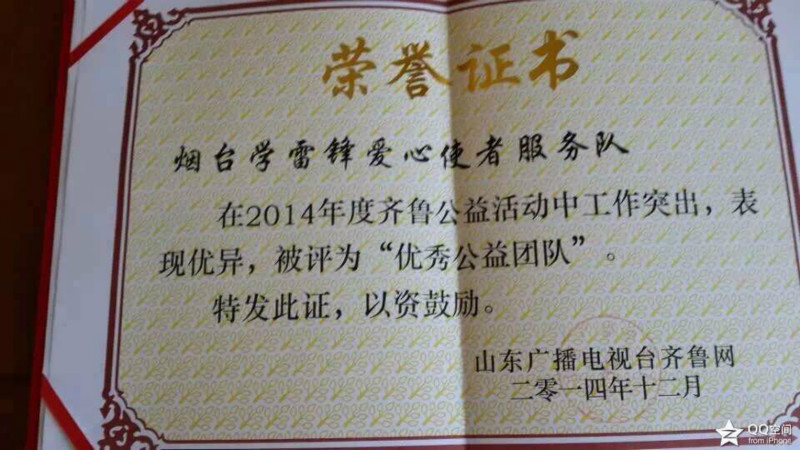 荣誉证书
烟台学雷锋爱心使者服务队
在2014年度齐鲁公益活动中工作突出，表
现优异，被评为“优秀公益团队”。
特发此证，以资鼓励。
山东广播电视台齐鲁网
二零一四年十二月
QQ空间
from iPhone